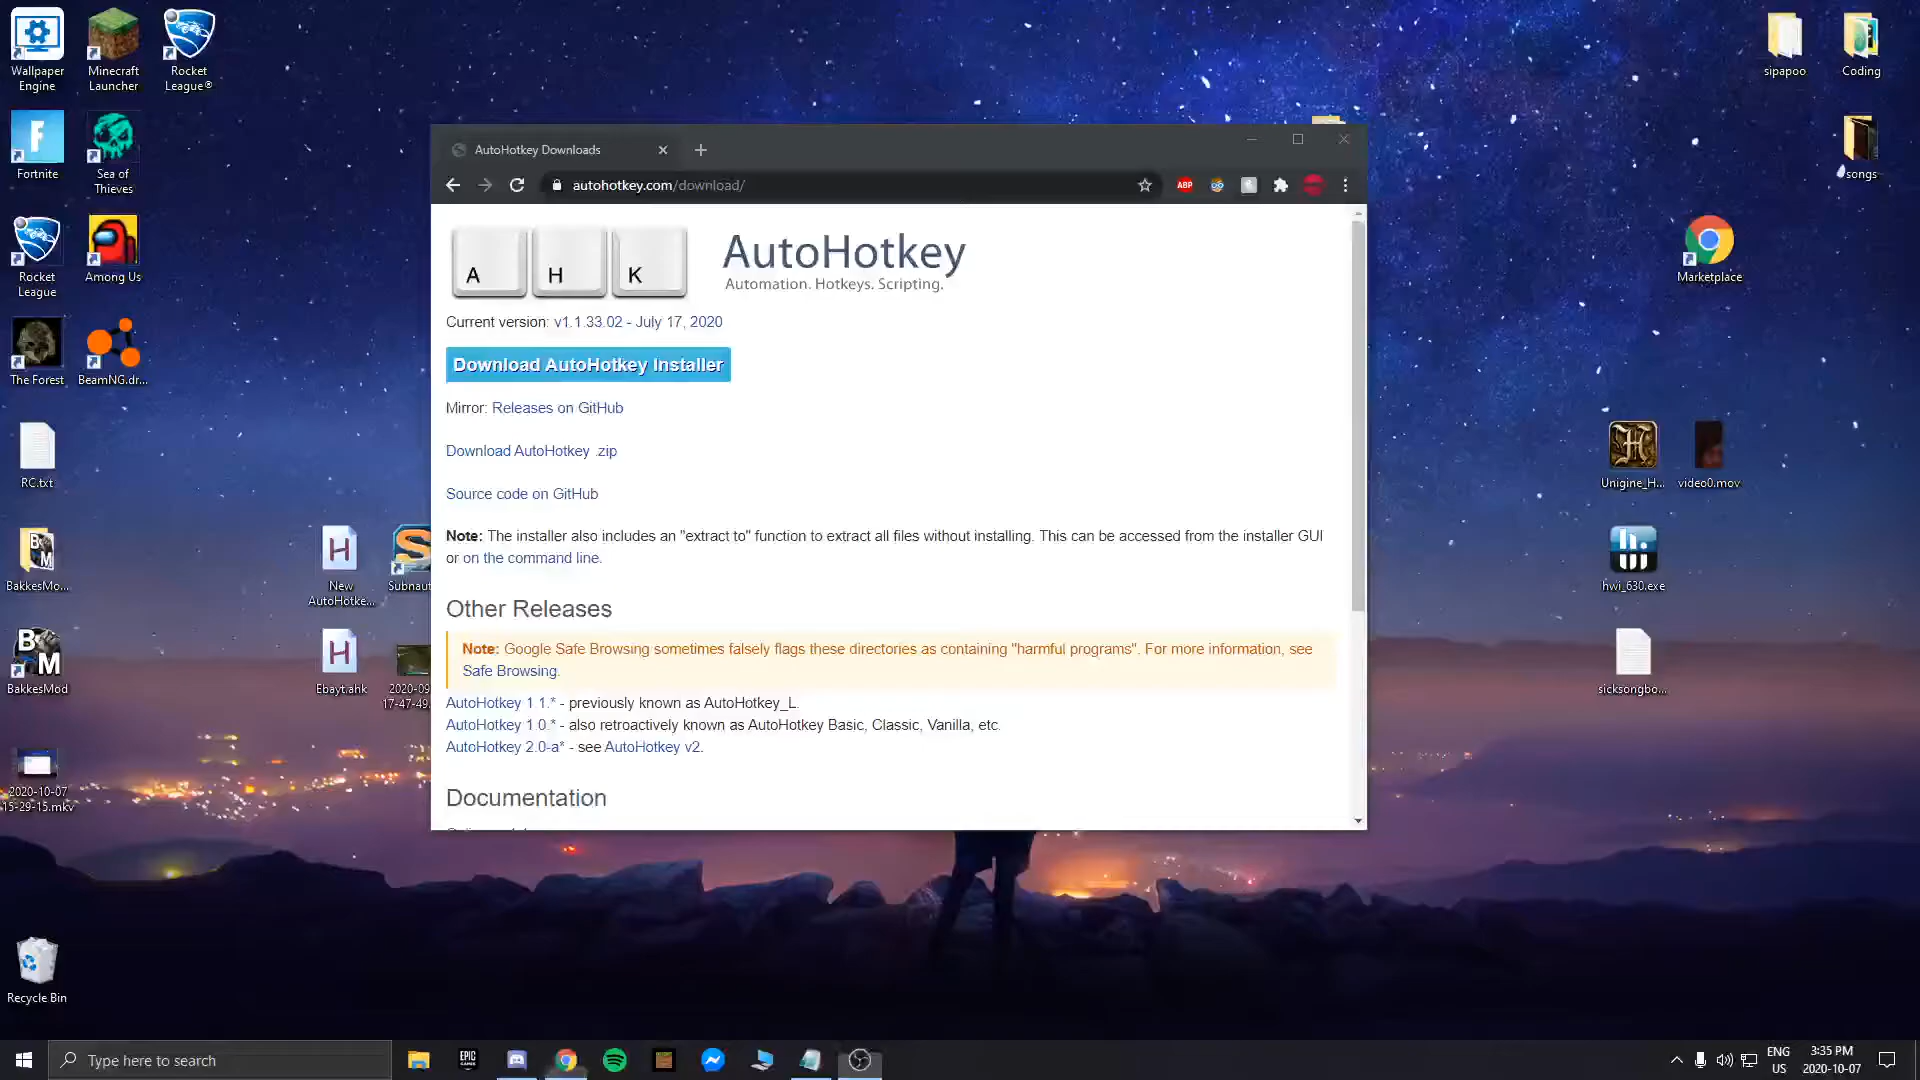 Wallpaper
Engine
Minecraft
Launcher
Rocket
League®
sipapoo
Coding
Fortnite
Sea of
Thieves
songs
Rocket
League
Among Us
Marketplace
The Forest
BeamNG.dr...
RC.txt
Unigine_H...
video0.mov
BakkesMo...
New
AutoHotke...
Subnaut
hwi_630.exe
BakkesMod
Ebayt.ahk
2020-09
17-47-49.
sicksongbo...
2020-10-07
15-29-15.mkv
Recycle Bin
AutoHotkey Downloads
autohotkey.com/download/
ABP
A H K
AutoHotkey
Automation. Hotkeys. Scripting.
Current version: v1.1.33.02 - July 17, 2020
Download AutoHotkey Installer
Mirror: Releases on GitHub
Download AutoHotkey .zip
Source code on GitHub
Note: The installer also includes an "extract to" function to extract all files without installing. This can be accessed from the installer GUI
or on the command line.
Other Releases
Note: Google Safe Browsing sometimes falsely flags these directories as containing "harmful programs". For more information, see
Safe Browsing.
AutoHotkey 1.1.* - previously known as AutoHotkey_L.
AutoHotkey 1.0.* - also retroactively known as AutoHotkey Basic, Classic, Vanilla, etc.
AutoHotkey 2.0-a* - see AutoHotkey v2.
Documentation
Type here to search
EPIC
GAMES
ENG
US
3:35 PM
2020-10-07